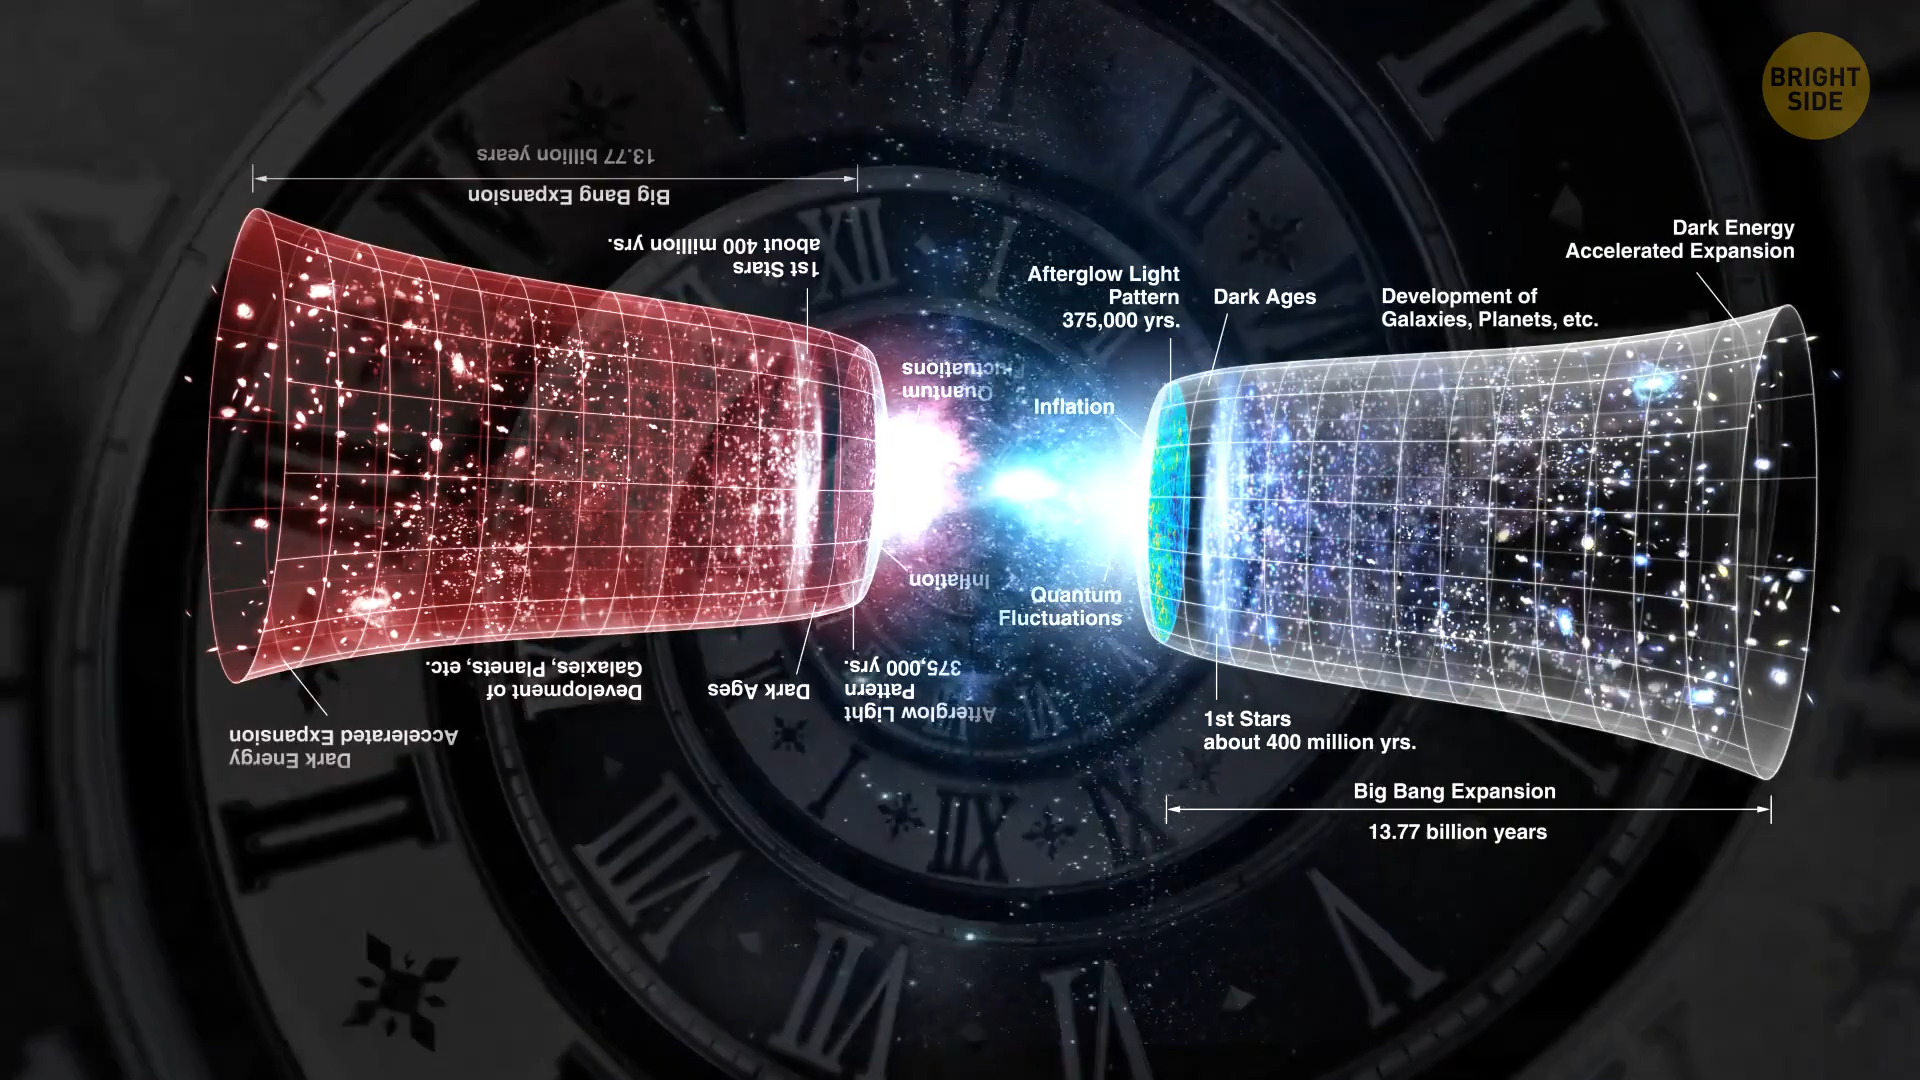 BRIGHT
SIDE
13.77 billion years
Big Bang Expansion
1st Stars
about 400 million yrs.
Quantum
Fluctuations
Inflation
Afterglow Light
Pattern
375,000 yrs.
Dark Ages
Development of
Galaxies, Planets, etc.
Dark Energy
Accelerated Expansion
Afterglow Light
Pattern
375,000 yrs.
Dark Ages
Development of
Galaxies, Planets, etc.
Dark Energy
Accelerated Expansion
Inflation
Quantum
Fluctuations
1st Stars
about 400 million yrs.
Big Bang Expansion
13.77 billion years